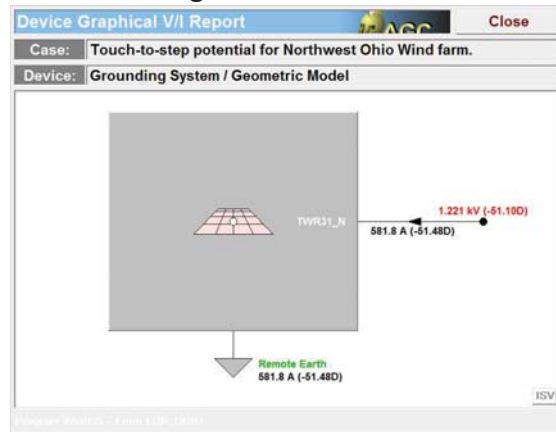 Device Graphical V/I Report
AGC
Close
Case: Touch-to-step potential for Northwest Ohio Wind farm.
Device: Grounding System / Geometric Model
TWR31_N
1.221 kV (-51.10D)
581.8 A (-51.48D)
Remote Earth
581.8 A (-51.48D)
ISV